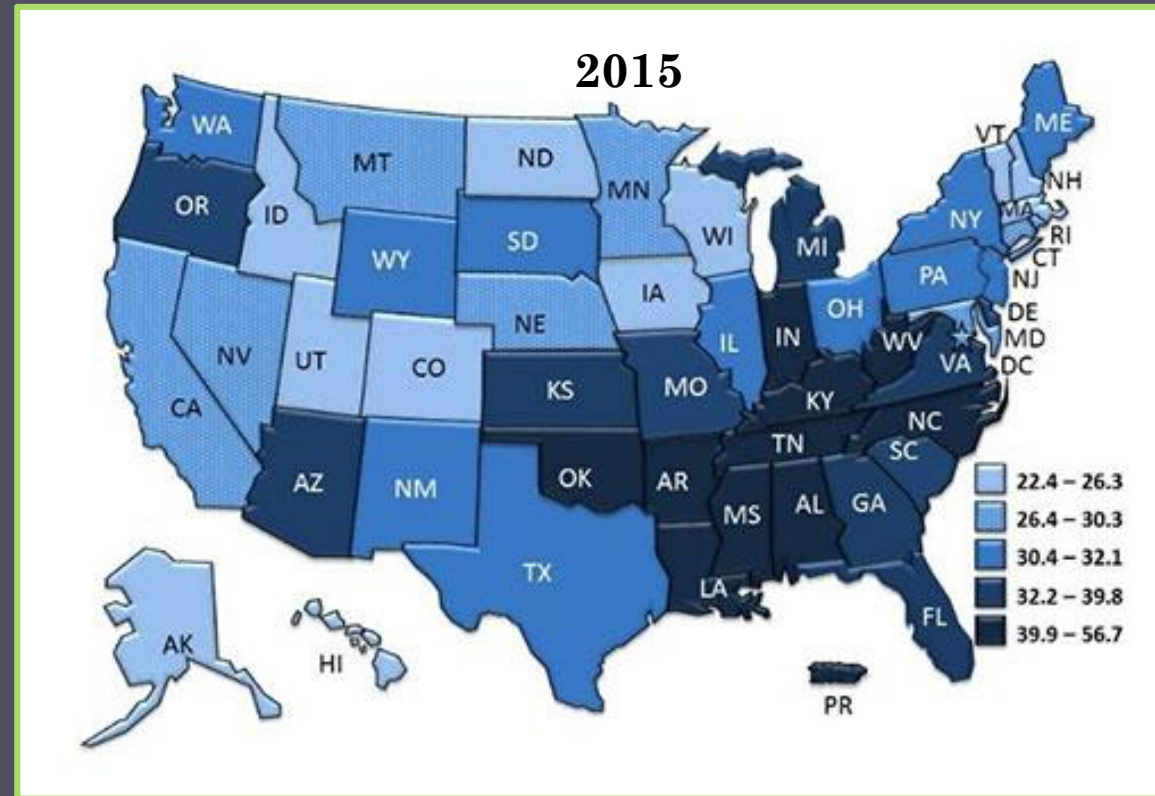 2015
WA
MT
ND
MN
VT
ME
OR
ID
WY
SD
WI
MI
NY
NH
MA
RI
CT
NV
UT
CO
NE
IA
IL
IN
OH
PA
NJ
DE
MD
DC
CA
KS
MO
KY
WV
VA
AZ
NM
OK
AR
TN
NC
SC
TX
LA
MS
AL
GA
FL
AK
HI
PR
22.4 – 26.3
26.4 – 30.3
30.4 – 32.1
32.2 – 39.8
39.9 – 56.7